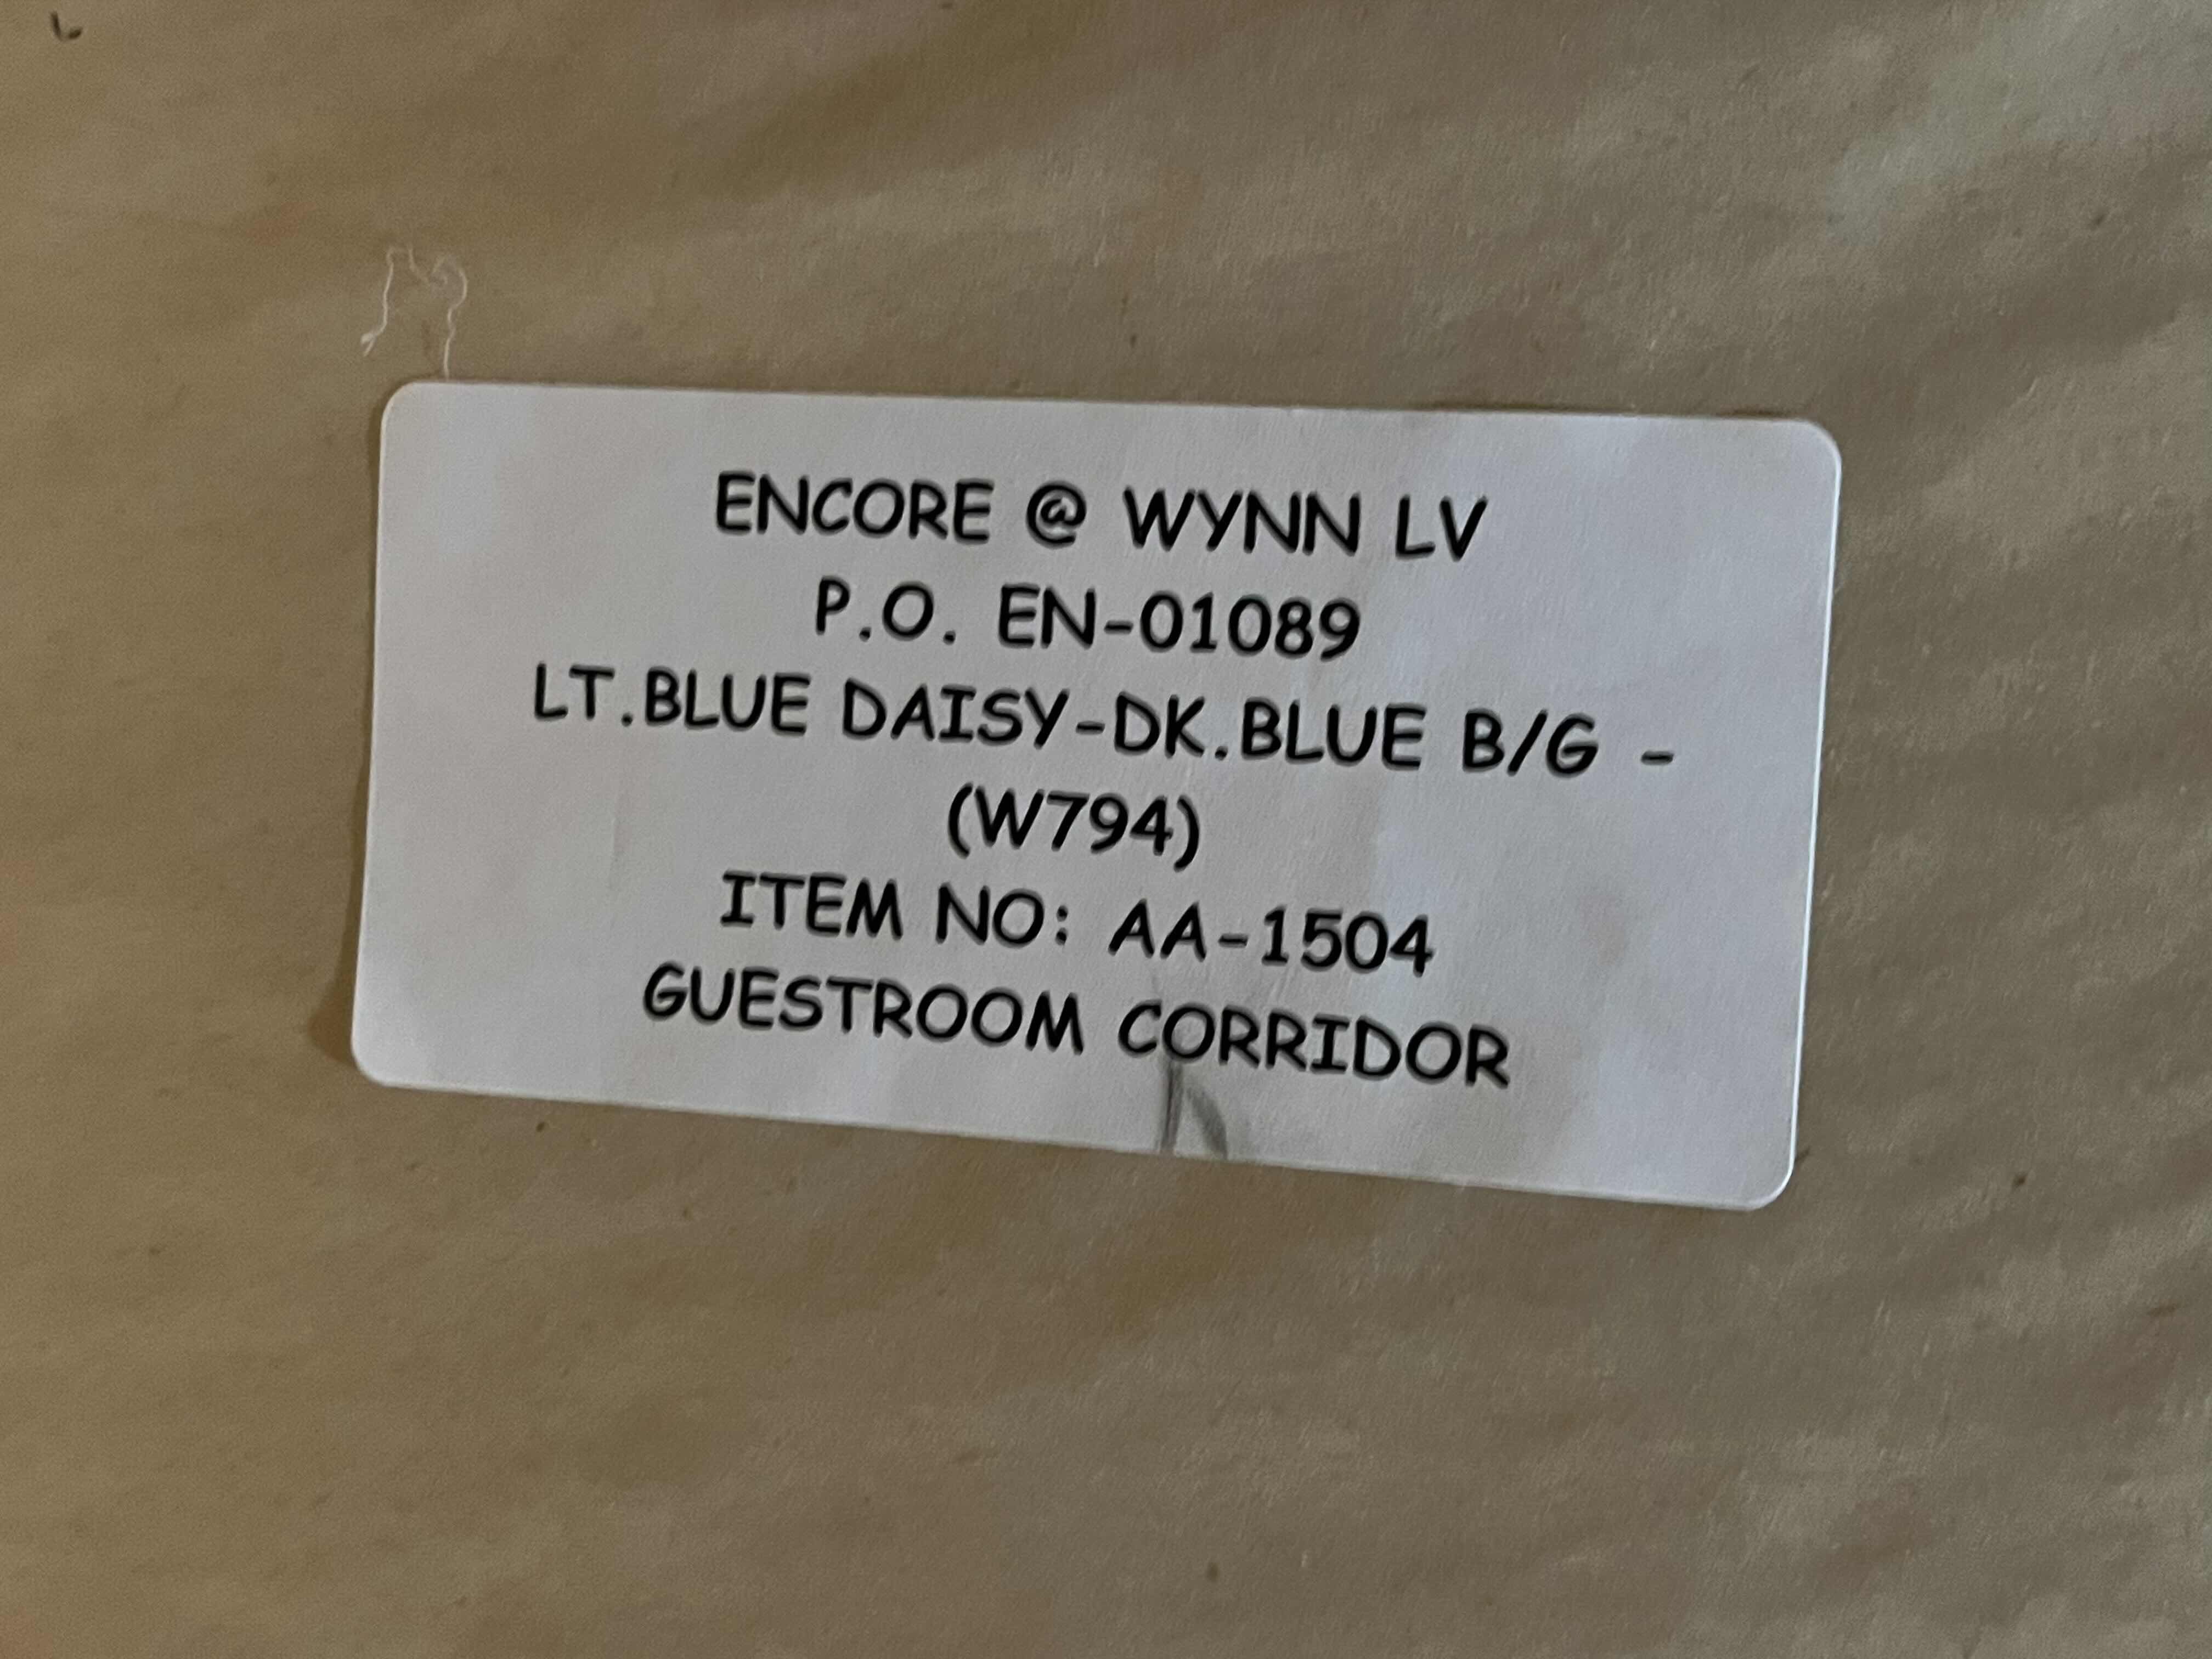 ENCORE @ WYNN LV
P.O. EN-01089
LT.BLUE DAISY-DK.BLUE B/G -
(W794)
ITEM NO: AA-1504
GUESTROOM CORRIDOR